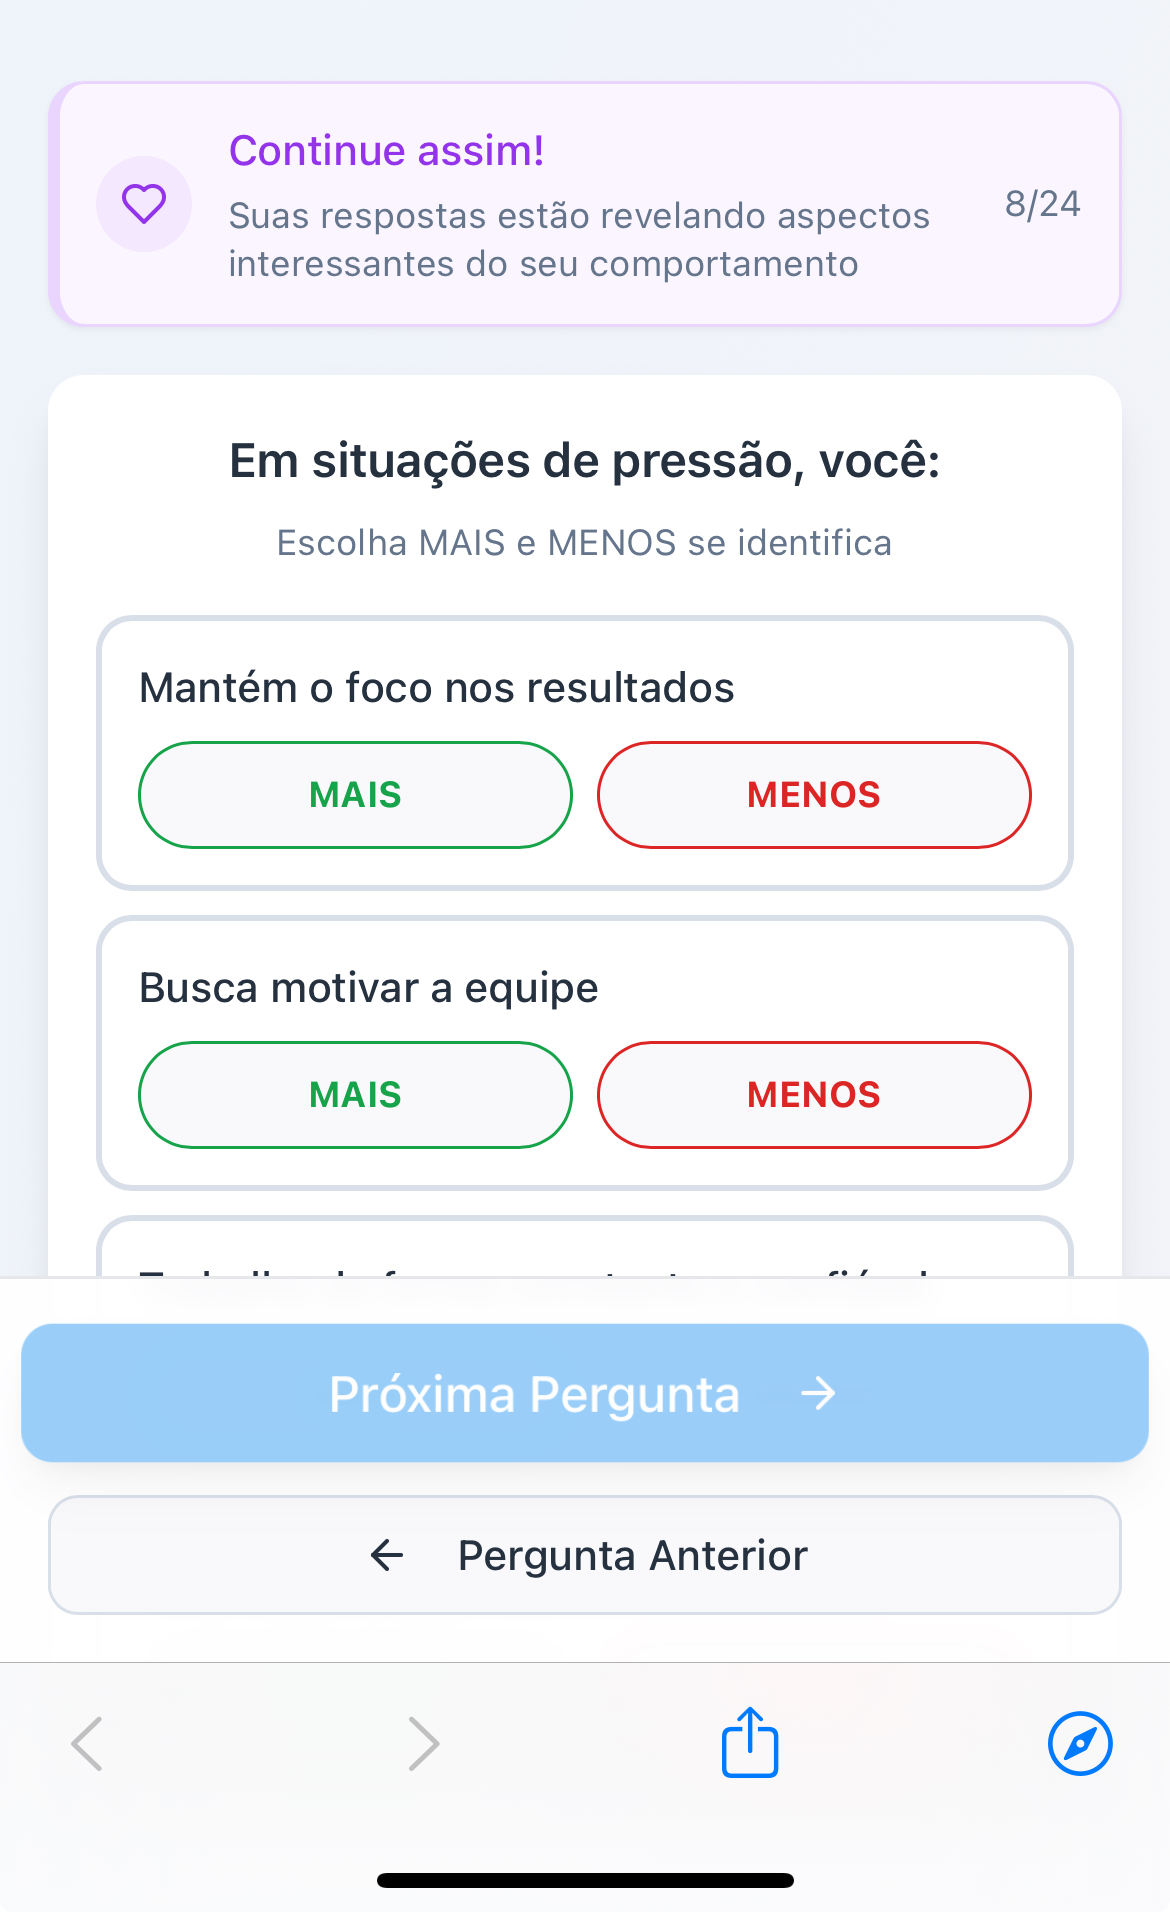 Continue assim!
Suas respostas estão revelando aspectos
interessantes do seu comportamento
8/24
Em situações de pressão, você:
Escolha MAIS e MENOS se identifica
Mantém o foco nos resultados
MAIS
MENOS
Busca motivar a equipe
MAIS
MENOS
Próxima Pergunta
Pergunta Anterior